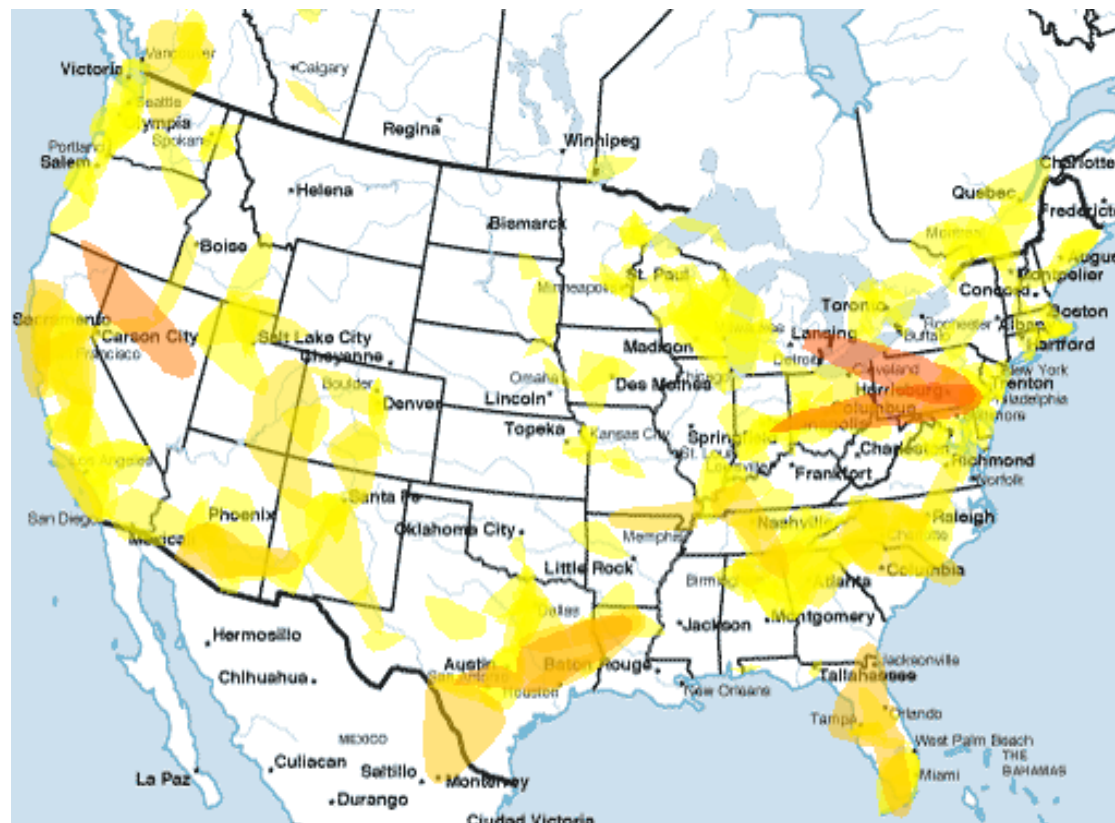 Vancouver
Victoria
Calgary
Seattle
Olympia
Spokane
Portland
Salem
Regina
Winnipeg
Charlotte
Quebec
Frederict
Helena
Bismarck
Montreal
Boise
St. Paul
Minneapolis
Augus
Montpelier
Toronto
Concord
Sacramento
Carson City
Francisco
Salt Lake City
Cheyenne
Madison
Milwaukee
Lansing
Rochester
Alban
Boston
Buffalo
Hartford
Detroit
Chicago
Cleveland
New York
Boulder
Denver
Omaha
Lincoln
Des Moines
Harrisburg
Trenton
Philadelphia
Columbus
Topeka
Kansas City
Springfield
St. Louis
Charleston
Richmond
Louisville
Frankfort
Norfolk
Los Angeles
San Diego
Mexicali
Phoenix
Santa Fe
Oklahoma City
Memphis
Nashville
Raleigh
Charlotte
Little Rock
Birmingham
Atlanta
Columbia
Dallas
Jackson
Montgomery
Hermosillo
Chihuahua
Austin
San Antonio
Houston
Baton Rouge
New Orleans
Tallahassee
Jacksonville
Tampa
Orlando
West Palm Beach
THE
BAHAMAS
Miami
MEXICO
La Paz
Culiacan
Saltillo
Monterrey
Durango
Ciudad Victoria